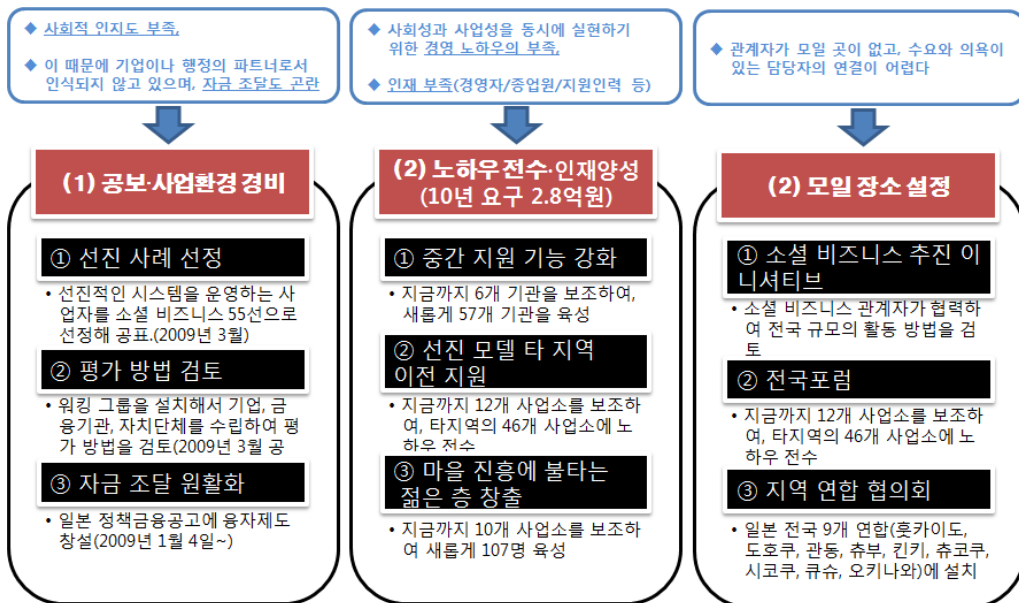 ◆ 사회적 인지도 부족,
◆ 이 때문에 기업이나 행정의 파트너로서
인식되지 않고 있으며, 자금 조달도 곤란
(1) 공보·사업환경 경비
① 선진 사례 선정
• 선진적인 시스템을 운영하는 사
업자를 소셜 비즈니스 55선으로
선정해 공표.(2009년 3월)
② 평가 방법 검토
• 워킹 그룹을 설치해서 기업, 금
융기관, 자치단체를 수립하여 평
가 방법을 검토(2009년 3월 공
③ 자금 조달 원활화
• 일본 정책금융공고에 융자제도
창설(2009년 1월 4일~)
◆ 사회성과 사업성을 동시에 실현하기
위한 경영 노하우의 부족,
◆ 인재 부족(경영자/종업원/지원인력 등)
(2) 노하우 전수·인재양성
(10년 요구 2.8억원)
① 중간 지원 기능 강화
• 지금까지 6개 기관을 보조하여,
새롭게 57개 기관을 육성
② 선진 모델 타 지역
이전 지원
• 지금까지 12개 사업소를 보조하
여, 타지역의 46개 사업소에 노
하우 전수
③ 마을 진흥에 불타는
젊은 층 창출
• 지금까지 10개 사업소를 보조하
여 새롭게 107명 육성
◆ 관계자가 모일 곳이 없고, 수요와 의욕이
있는 담당자의 연결이 어렵다
(2) 모일 장소 설정
① 소셜 비즈니스 추진 이
니셔티브
• 소셜 비즈니스 관계자가 협력하
여 전국 규모의 활동 방법을 검
토
② 전국포럼
• 지금까지 12개 사업소를 보조하
여, 타지역의 46개 사업소에 노
하우 전수
③ 지역 연합 협의회
• 일본 전국 9개 연합(훗카이도,
도호쿠, 관동, 츄부, 킨키, 츄코쿠,
시코쿠, 큐슈, 오키나와)에 설치